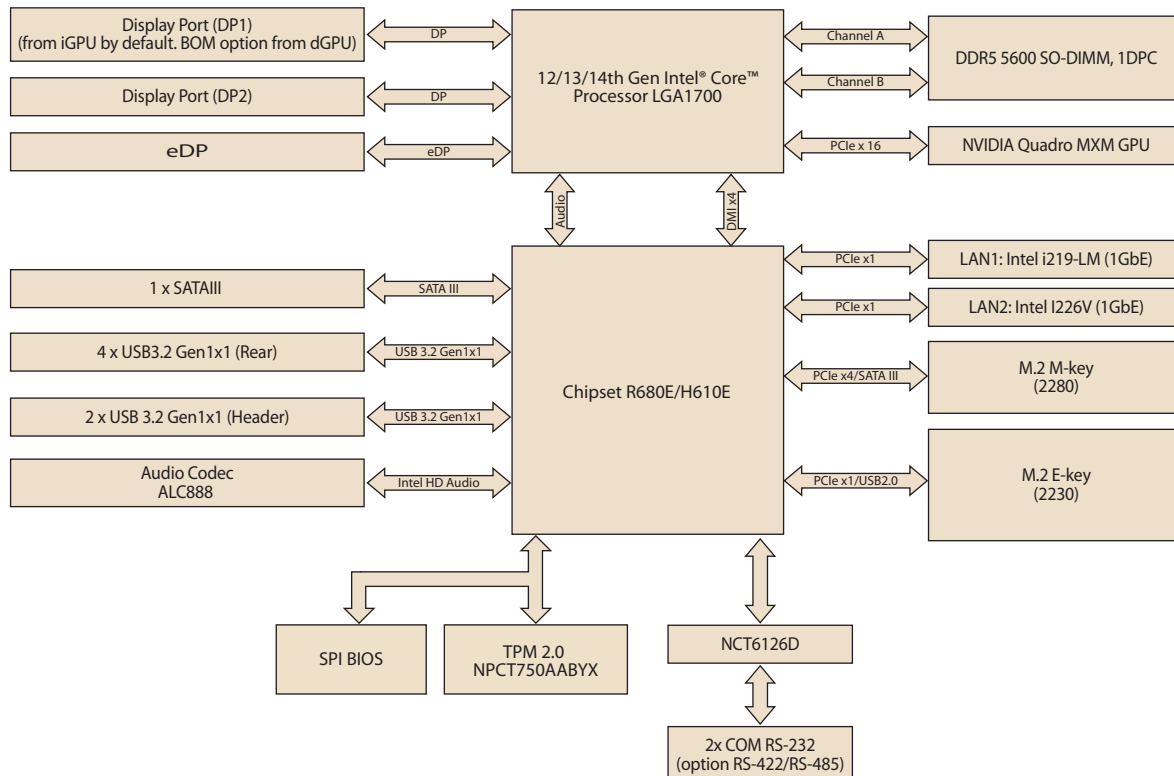 Display Port (DP1)
(from iGPU by default. BOM option from dGPU)
DP
Display Port (DP2)
DP
eDP
eDP
12/13/14th Gen Intel® Core™
Processor LGA1700
Channel A
Channel B
DDR5 5600 SO-DIMM, 1DPC
PCIe x 16
NVIDIA Quadro MXM GPU
Audio
DMI x4
1 x SATAIII
SATA III
4 x USB3.2 Gen1x1 (Rear)
USB 3.2 Gen1x1
2 x USB 3.2 Gen1x1 (Header)
USB 3.2 Gen1x1
Audio Codec
ALC888
Intel HD Audio
Chipset R680E/H610E
PCIe x1
LAN1: Intel i219-LM (1GbE)
PCIe x1
LAN2: Intel I226V (1GbE)
PCIe x4/SATA III
M.2 M-key
(2280)
PCIe x1/USB2.0
M.2 E-key
(2230)
SPI BIOS
TPM 2.0
NPCT750AABYX
NCT6126D
2x COM RS-232
(option RS-422/RS-485)